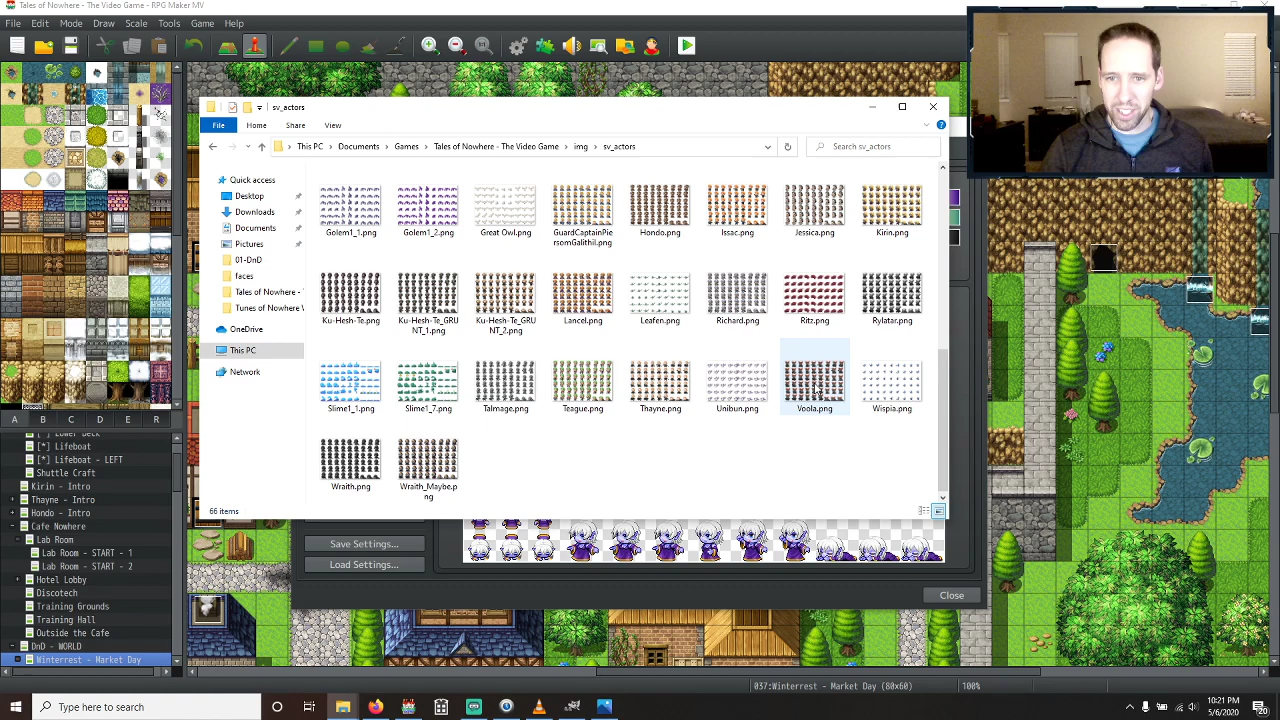 Tales of Nowhere - The Video Game - RPG Maker MV
File Edit Mode Draw Scale Tools Game Help
sv_actors
File Home Share View
This PC > Documents > Games > Tales of Nowhere - The Video Game > img > sv_actors
Search sv_actors
Quick access
Desktop
Downloads
Documents
Pictures
01-DnD
faces
Tales of Nowhere -
Tunes of Nowhere
OneDrive
This PC
Network
Golem1_1.png Golem1_2.png Great Owl.png GuardCaptainPie Hondo.png Issac.png Jessica.png Kirin.png
rsomGalithil.png
Ku-Hesh-Te.png Ku-Hesh-Te_GRU Ku-Hesh-Te_GRU Lancel.png Leafen.png Richard.png Ritz.png Rylatar.png
NT_1.png NT_2.png
Slime1_1.png Slime1_7.png Talmage.png Teague.png Thayne.png Unibun.png Voola.png Wispia.png
Wraith.png Wraith_Maybe.p
ng
66 items
Save Settings...
Load Settings...
Close
A B C D E R
[*] Lower Deck
[*] Lifeboat
[*] Lifeboat - LEFT
Shuttle Craft
Kirin - Intro
Thayne - Intro
Hondo - Intro
Cafe Nowhere
Lab Room
Lab Room - START - 1
Lab Room - START - 2
Hotel Lobby
Discotech
Training Grounds
Training Hall
Outside the Cafe
DnD - WORLD
Winterrest - Market Day
037:Winterrest - Market Day (80x60) 100%
Type here to search
10:21 PM
5/6/2020
20